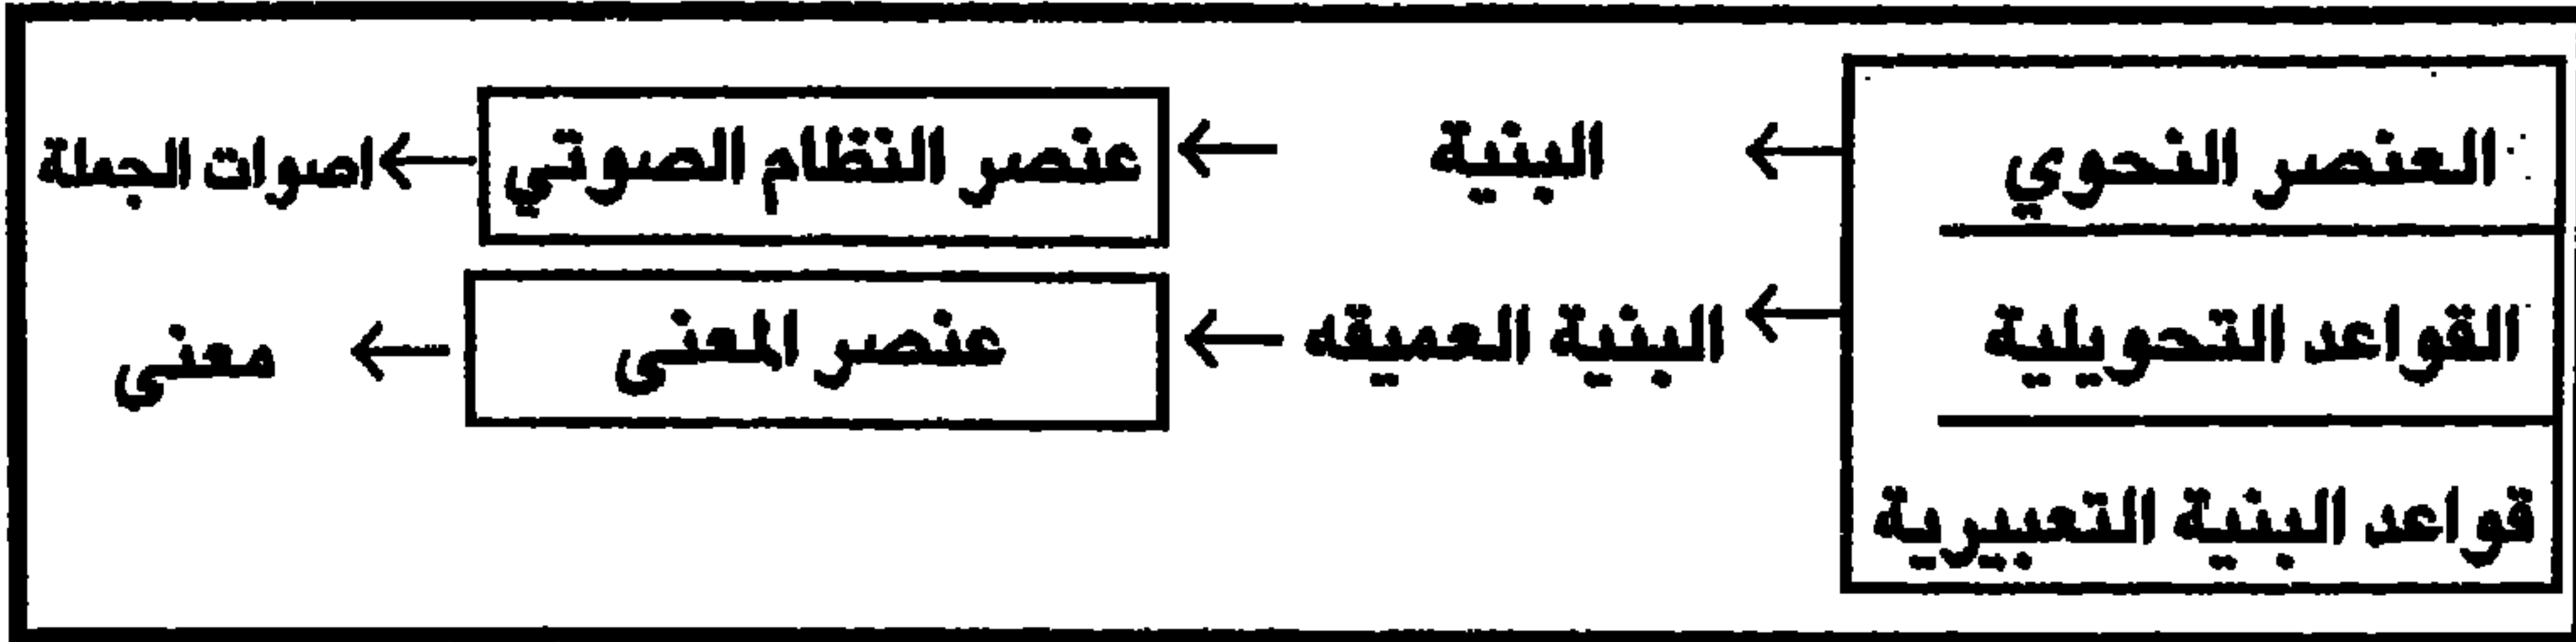 العنصر النحوي ← البنية ← عنصر النظام الصوتي ← اصوات الجملة
القواعد التحويلية ← البنية العميقه ← عنصر المعنى ← معنى
قواعد البنية التعبيرية